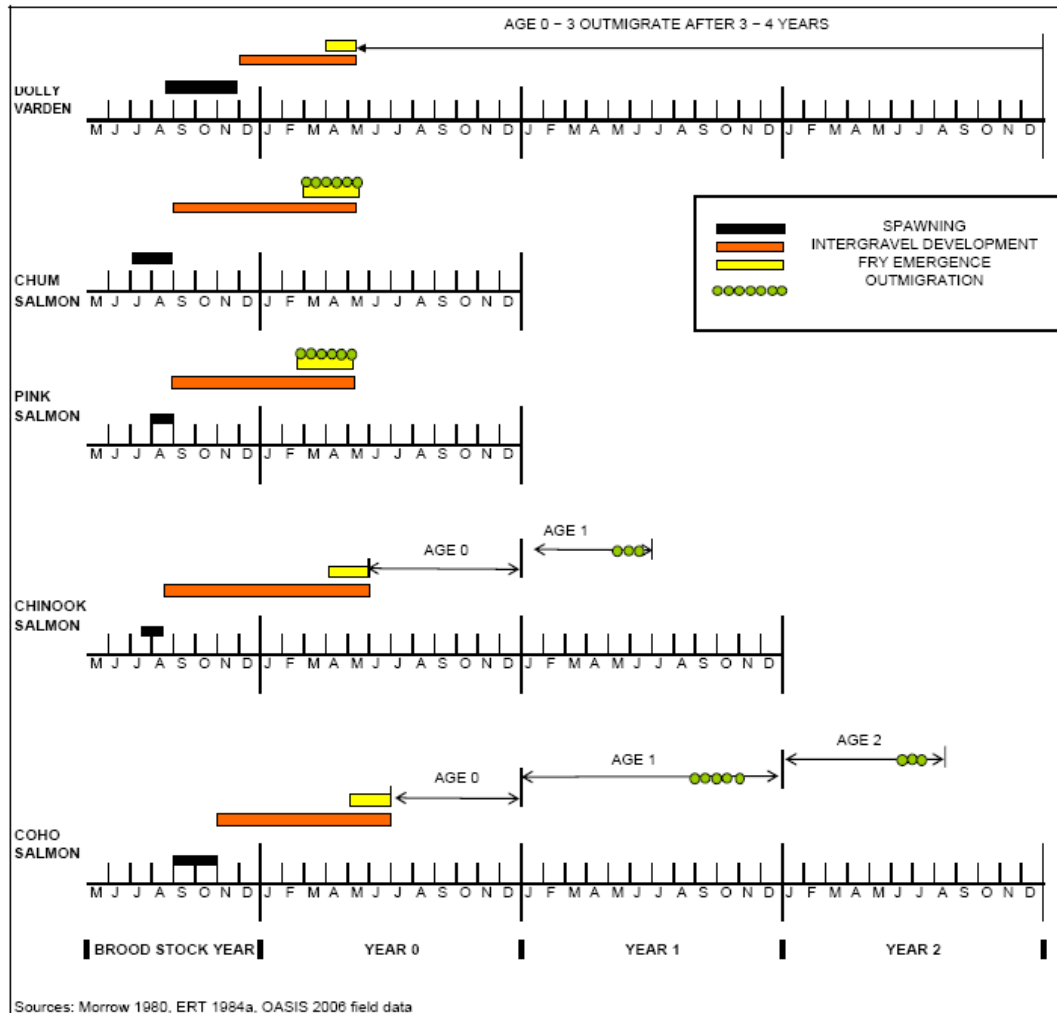 AGE 0 – 3 OUTMIGRATE AFTER 3 – 4 YEARS
DOLLY
VARDEN
M J J A S O N D J F M A M J J A S O N D J F M A M J J A S O N D J F M A M J J A S O N D
SPAWNING
INTERGRAVEL DEVELOPMENT
FRY EMERGENCE
OUTMIGRATION
CHUM
SALMON
M J J A S O N D J F M A M J J A S O N D
PINK
SALMON
M J J A S O N D J F M A M J J A S O N D
AGE 1
AGE 0
CHINOOK
SALMON
M J J A S O N D J F M A M J J A S O N D J F M A M J J A S O N D
AGE 2
AGE 1
AGE 0
COHO
SALMON
M J J A S O N D J F M A M J J A S O N D J F M A M J J A S O N D J F M A M J J A S O N D
BROOD STOCK YEAR YEAR 0 YEAR 1 YEAR 2
Sources: Morrow 1980, ERT 1984a, OASIS 2006 field data